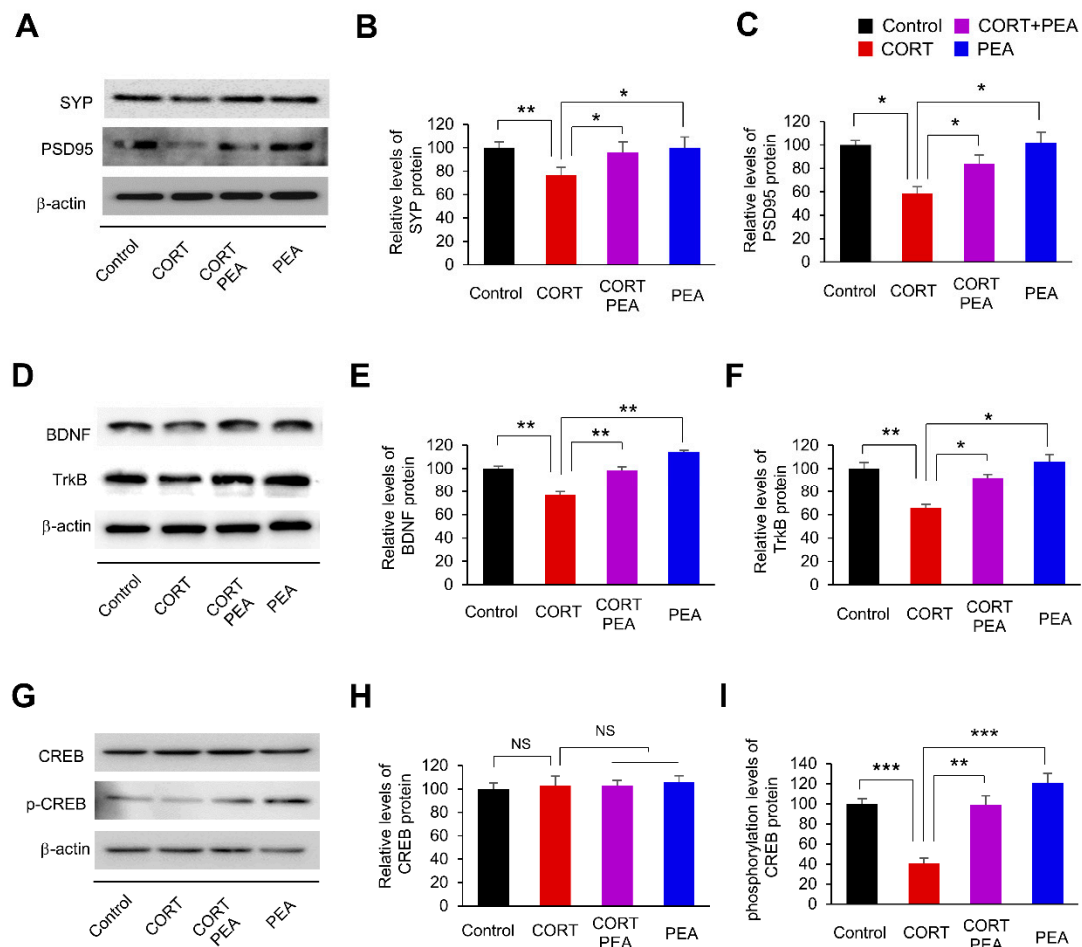 A
SYP
PSD95
β-actin
Control
CORT
CORT
PEA
PEA
B
Relative levels of
SYP protein
120
100
80
60
40
20
0
**
*
*
Control
CORT
CORT
PEA
PEA
C
Control
CORT+PEA
CORT
PEA
Relative levels of
PSD95 protein
120
100
80
60
40
20
0
*
*
*
Control
CORT
CORT
PEA
PEA
D
BDNF
TrkB
β-actin
Control
CORT
CORT
PEA
PEA
E
Relative levels of
BDNF protein
120
100
80
60
40
20
0
**
**
**
Control
CORT
CORT
PEA
PEA
F
Relative levels of
TrkB protein
120
100
80
60
40
20
0
**
*
*
Control
CORT
CORT
PEA
PEA
G
CREB
p-CREB
β-actin
Control
CORT
CORT
PEA
PEA
H
Relative levels of
CREB protein
120
100
80
60
40
20
0
NS
NS
Control
CORT
CORT
PEA
PEA
I
phosphorylation levels of
CREB protein
140
120
100
80
60
40
20
0
***
**
***
Control
CORT
CORT
PEA
PEA